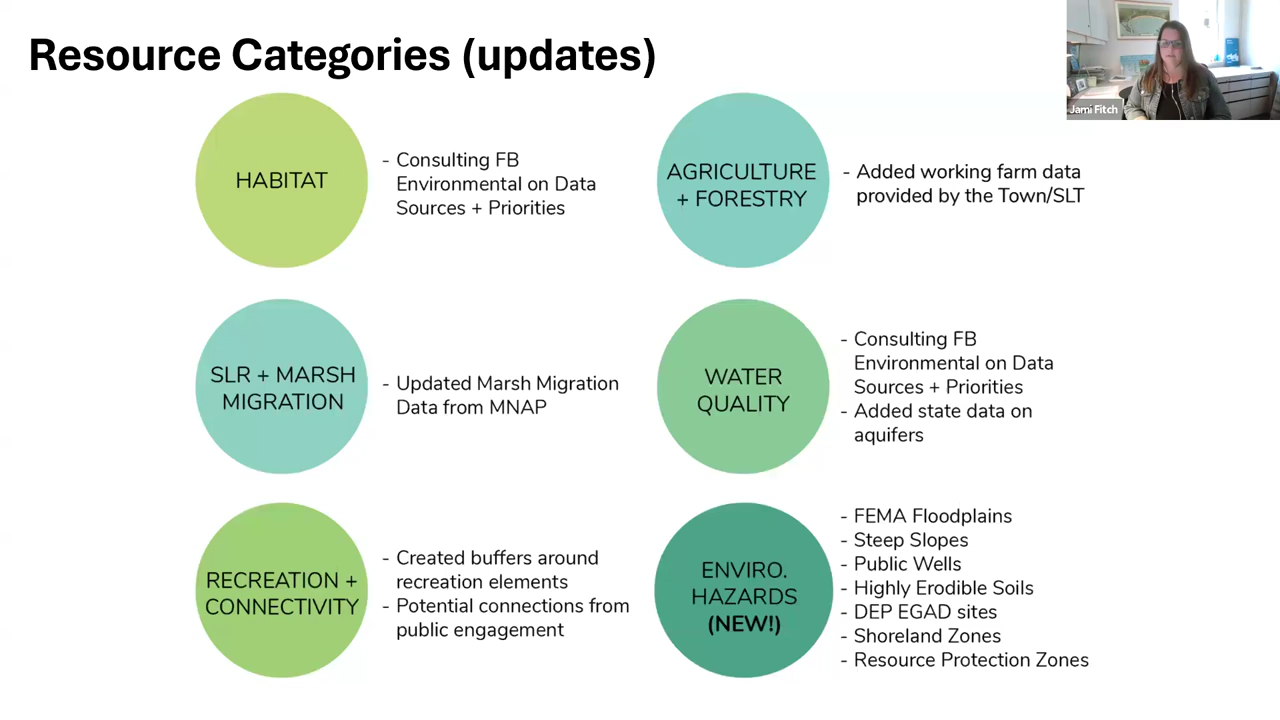 Resource Categories (updates)
Jami Fitch
HABITAT
- Consulting FB
Environmental on Data
Sources + Priorities
AGRICULTURE
+ FORESTRY
- Added working farm data
provided by the Town/SLT
SLR + MARSH
MIGRATION
- Updated Marsh Migration
Data from MNAP
WATER
QUALITY
- Consulting FB
Environmental on Data
Sources + Priorities
- Added state data on
aquifers
RECREATION +
CONNECTIVITY
- Created buffers around
recreation elements
- Potential connections from
public engagement
ENVIRO.
HAZARDS
(NEW!)
- FEMA Floodplains
- Steep Slopes
- Public Wells
- Highly Erodible Soils
- DEP EGAD sites
- Shoreland Zones
- Resource Protection Zones